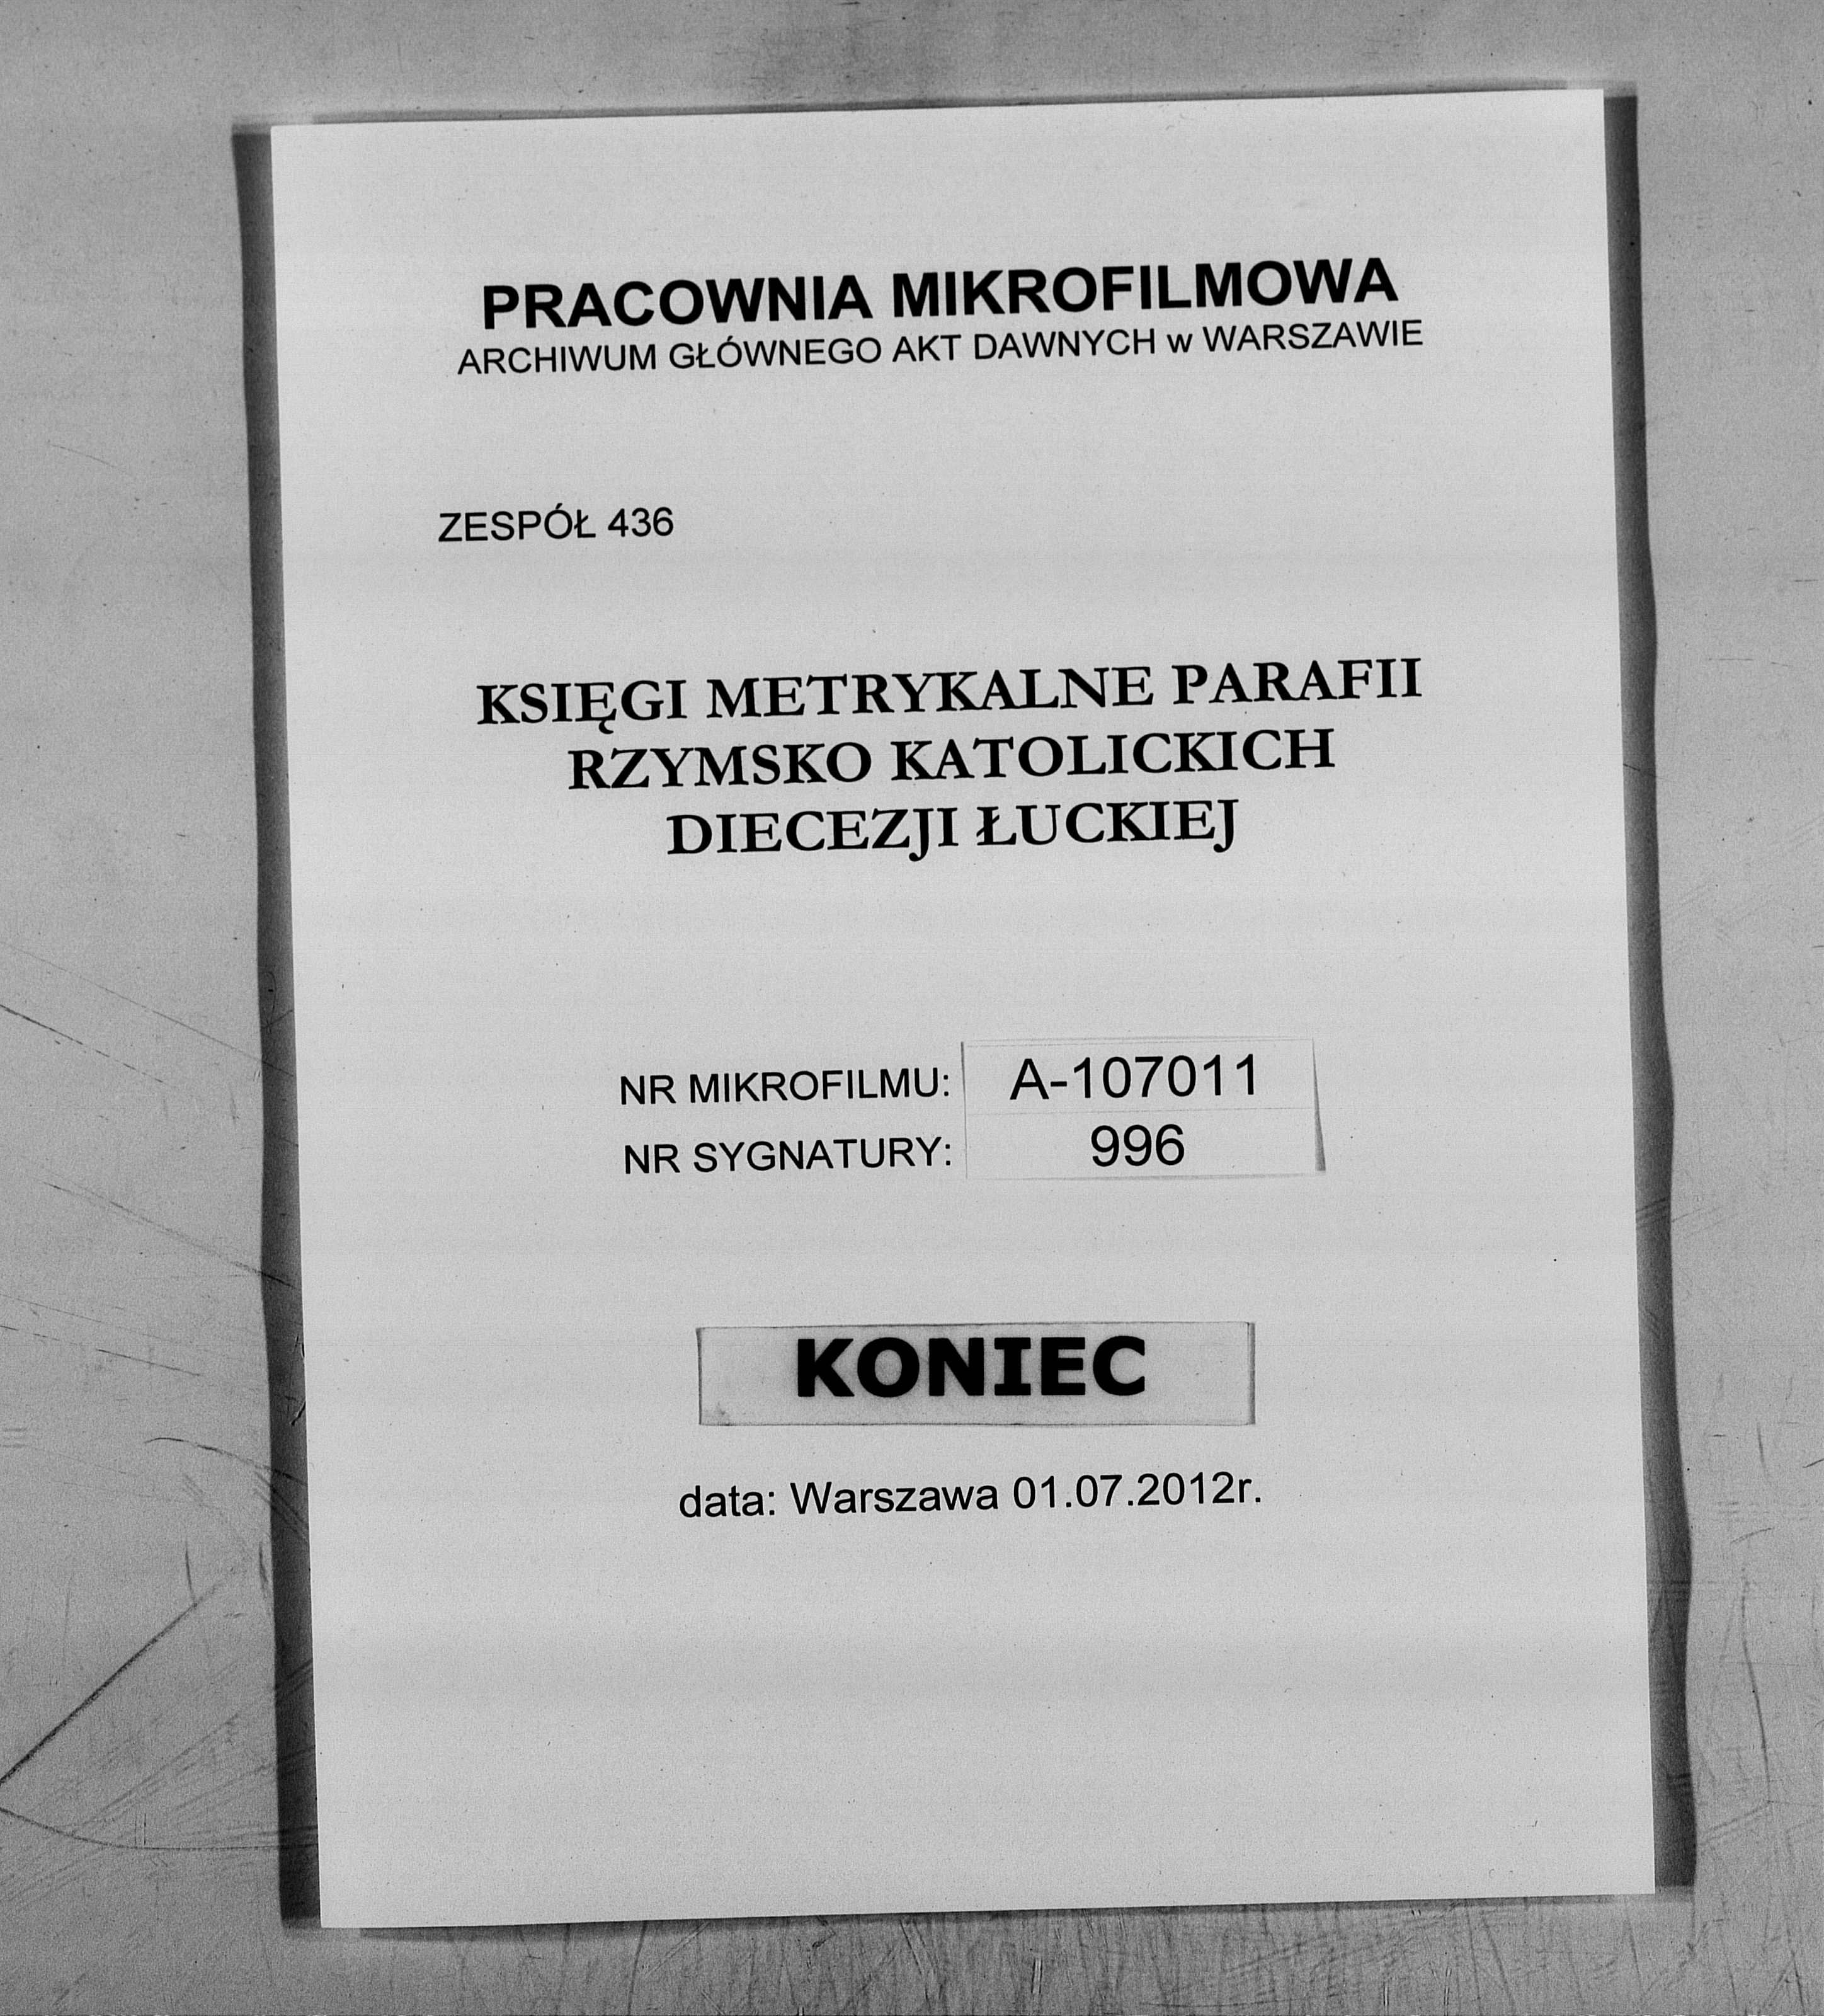 PRACOWNIA MIKROFILMOWA
ARCHIWUM GŁÓWNEGO AKT DAWNYCH w WARSZAWIE
ZESPÓŁ 436
KSIĘGI METRYKALNE PARAFII
RZYMSKO KATOLICKICH
DIECEZJI ŁUCKIEJ
NR MIKROFILMU: A-107011
NR SYGNATURY: 996
KONIEC
data: Warszawa 01.07.2012r.